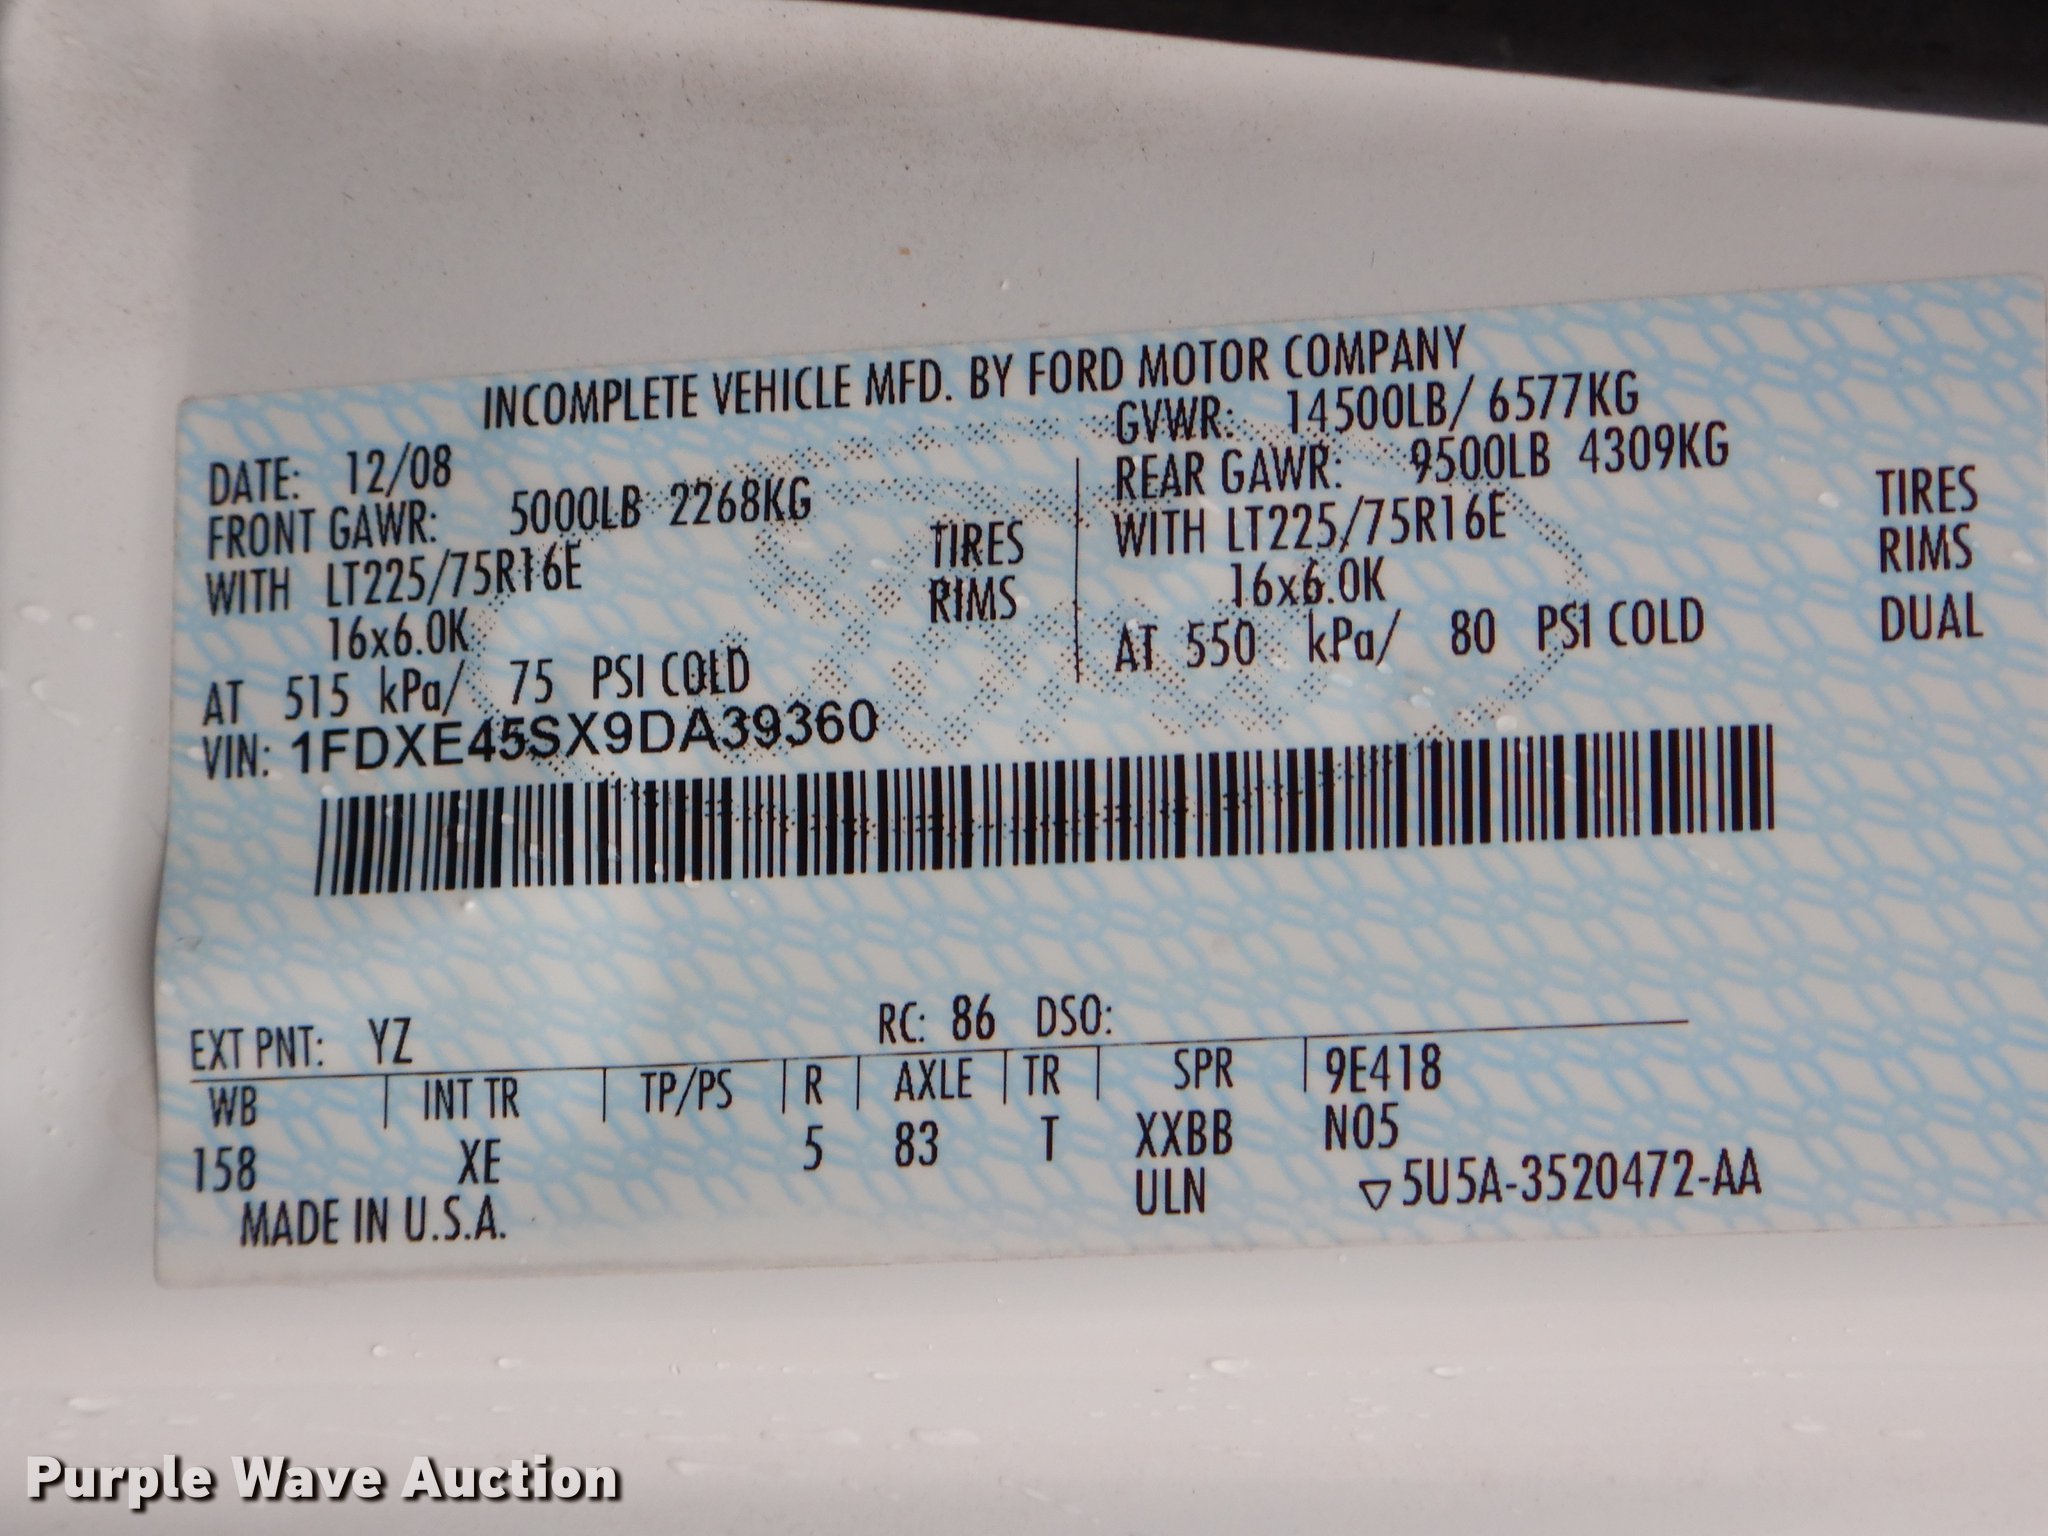 INCOMPLETE VEHICLE MFD. BY FORD MOTOR COMPANY
DATE: 12/08
GVWR: 14500LB/ 6577KG
FRONT GAWR: 5000LB 2268KG
REAR GAWR: 9500LB 4309KG
WITH LT225/75R16E TIRES
WITH LT225/75R16E TIRES
16x6.0K RIMS
16x6.0K RIMS
AT 515 kPa/ 75 PSI COLD
AT 550 kPa/ 80 PSI COLD DUAL
VIN: 1FDXE45SX9DA39360
EXT PNT: YZ RC: 86 DSO:
WB INT TR TP/PS R AXLE TR SPR 9E418
158 XE 5 83 T XXBB N05
MADE IN U.S.A. ULN ▽5U5A-3520472-AA
Purple Wave Auction